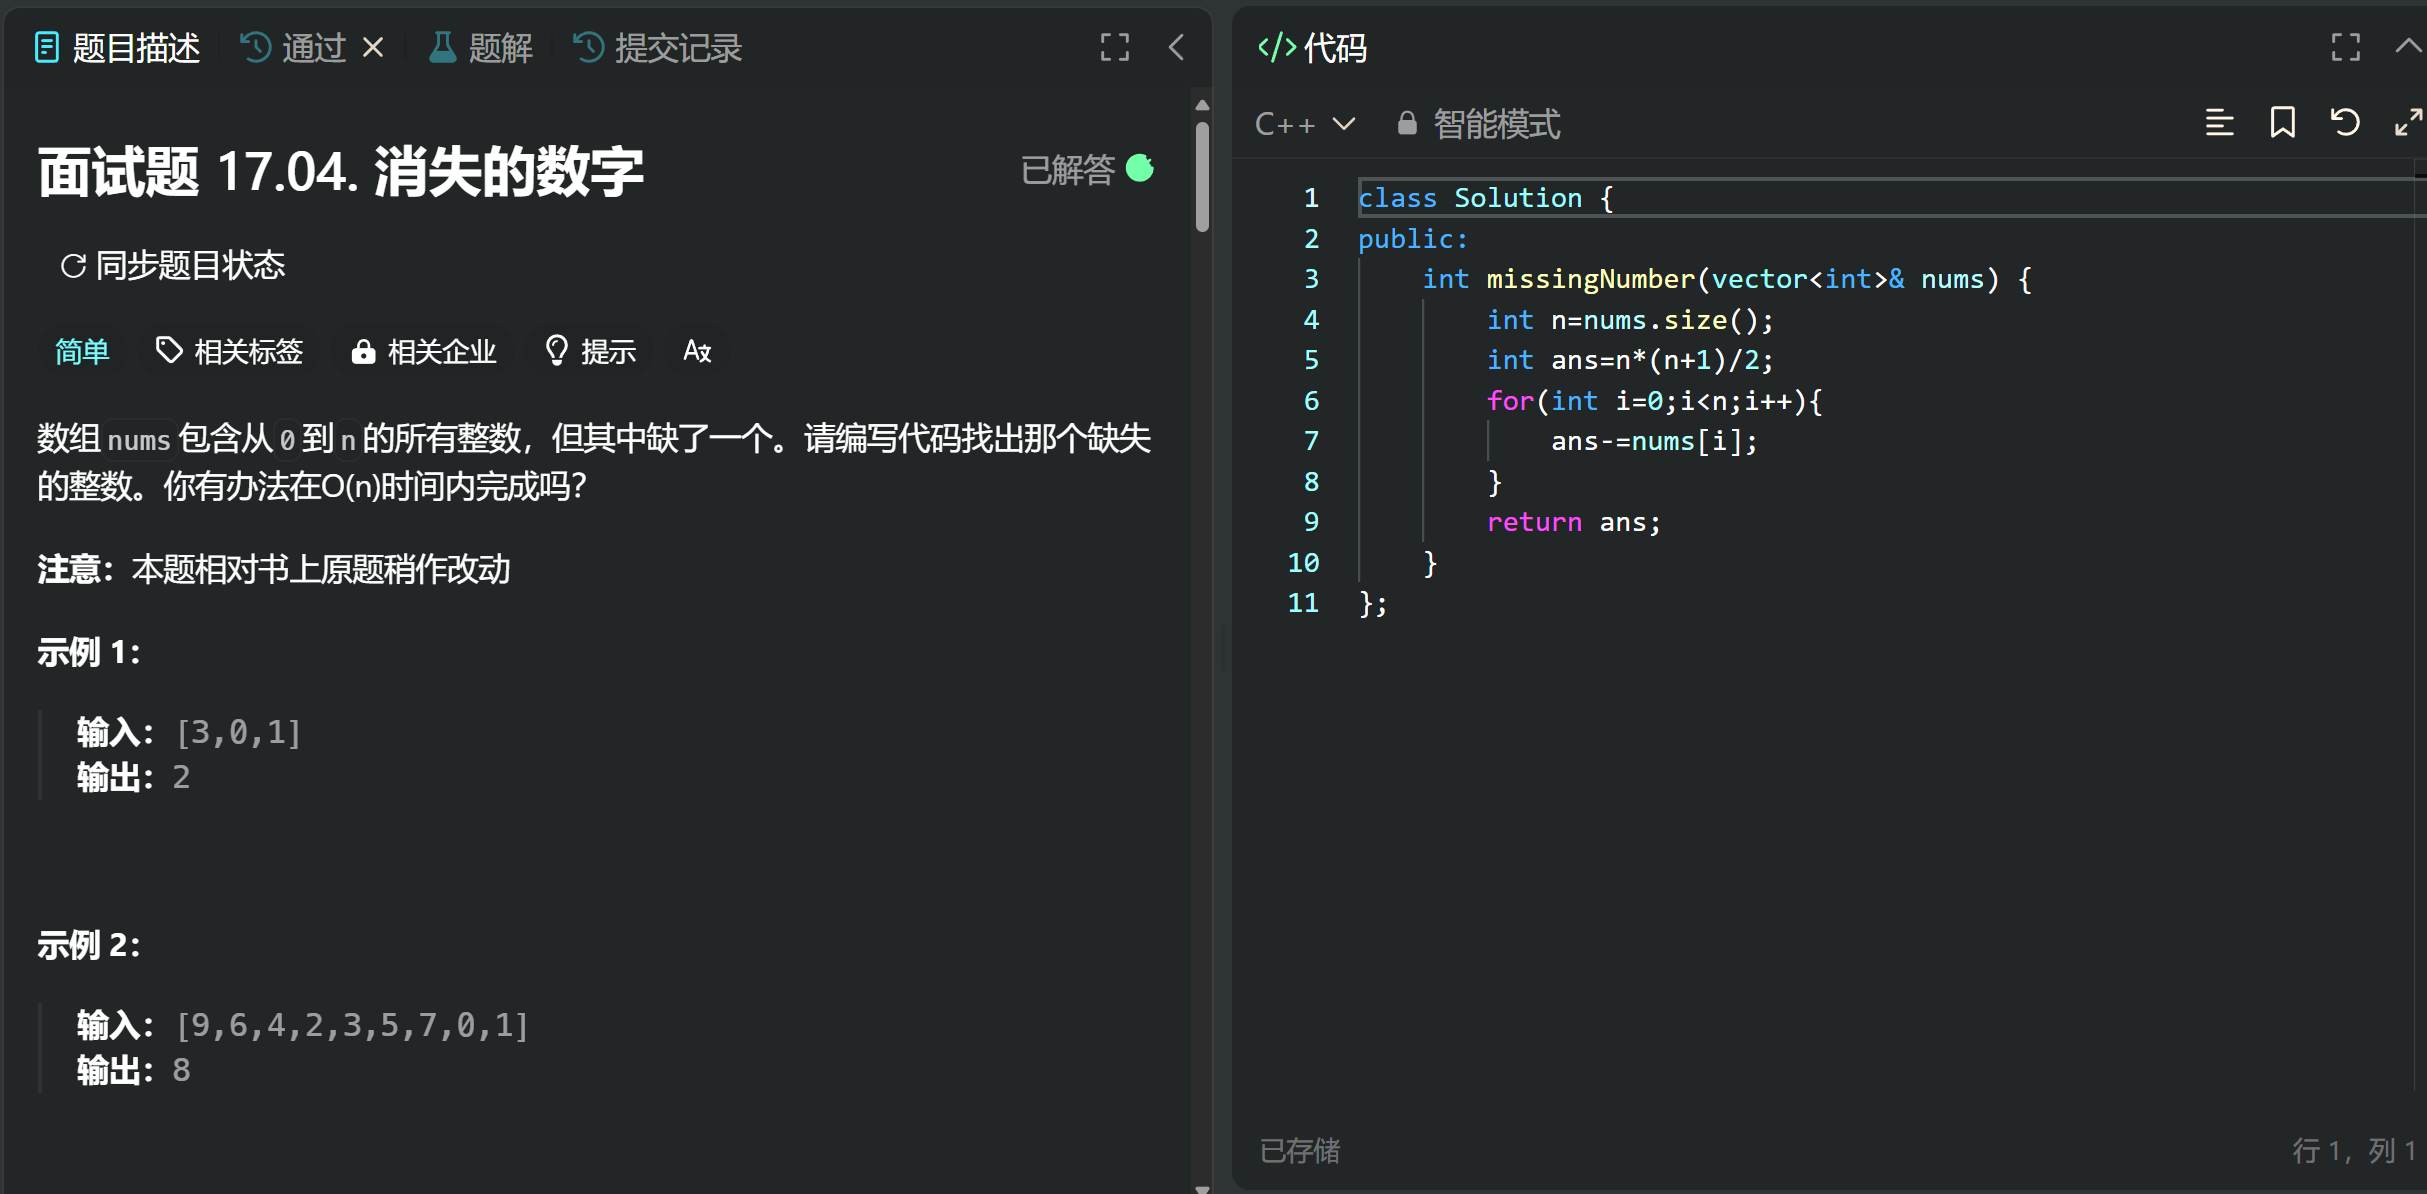 题目描述 通过 题解 提交记录
面试题 17.04. 消失的数字
已解答
同步题目状态
简单 相关标签 相关企业 提示
数组 nums 包含从 0 到 n 的所有整数，但其中缺了一个。请编写代码找出那个缺失
的整数。你有办法在O(n)时间内完成吗？
注意：本题相对书上原题稍作改动
示例 1：
输入：[3,0,1]
输出：2
示例 2：
输入：[9,6,4,2,3,5,7,0,1]
输出：8
</> 代码
C++ 智能模式
1 class Solution {
2 public:
3     int missingNumber(vector<int>& nums) {
4         int n=nums.size();
5         int ans=n*(n+1)/2;
6         for(int i=0;i<n;i++){
7             ans-=nums[i];
8         }
9         return ans;
10     }
11 };
已存储
行 1, 列 1